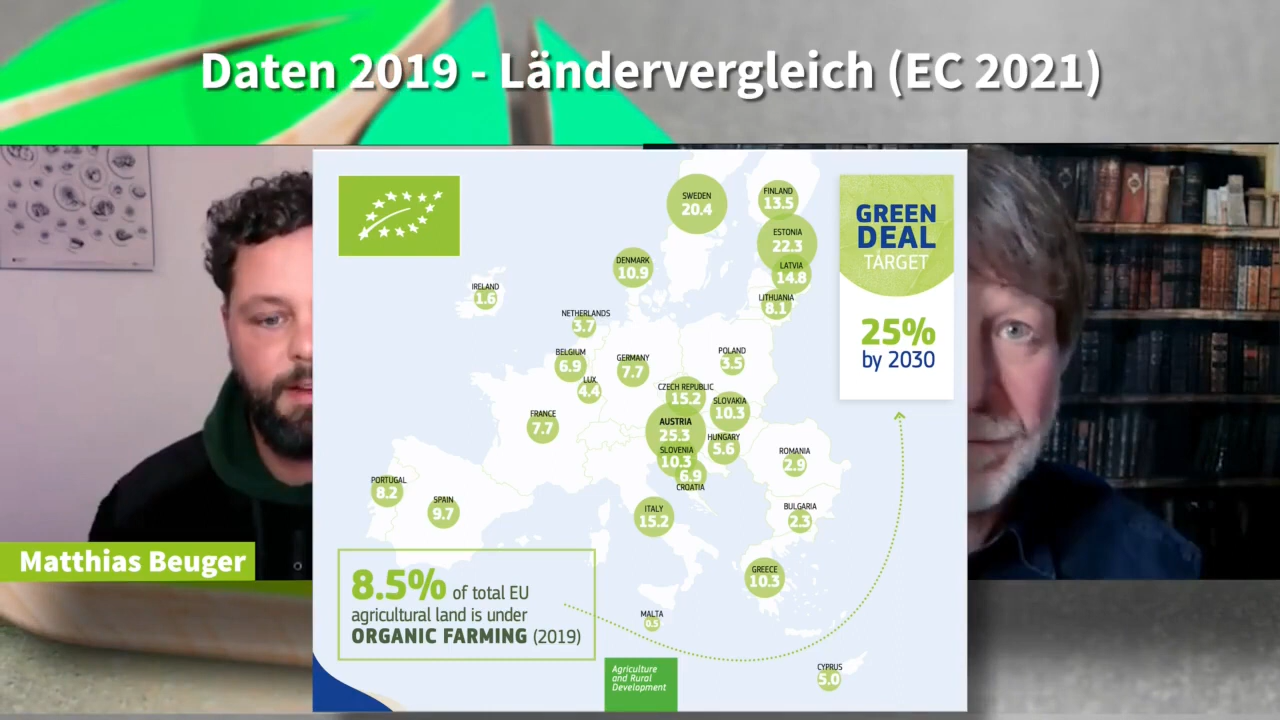 Daten 2019 - Ländervergleich (EC 2021)
SWEDEN
20.4
FINLAND
13.5
ESTONIA
22.3
LATVIA
14.8
LITHUANIA
8.1
DENMARK
10.9
IRELAND
1.6
NETHERLANDS
3.7
BELGIUM
6.9
LUX.
4.4
GERMANY
7.7
POLAND
3.5
CZECH REPUBLIC
15.2
SLOVAKIA
10.3
AUSTRIA
25.3
HUNGARY
5.6
SLOVENIA
10.3
6.9
CROATIA
FRANCE
7.7
ROMANIA
2.9
PORTUGAL
8.2
SPAIN
9.7
ITALY
15.2
BULGARIA
2.3
GREECE
10.3
MALTA
0.5
CYPRUS
5.0
GREEN
DEAL
TARGET
25%
by 2030
8.5% of total EU
agricultural land is under
ORGANIC FARMING (2019)
Agriculture
and Rural
Development
Matthias Beuger